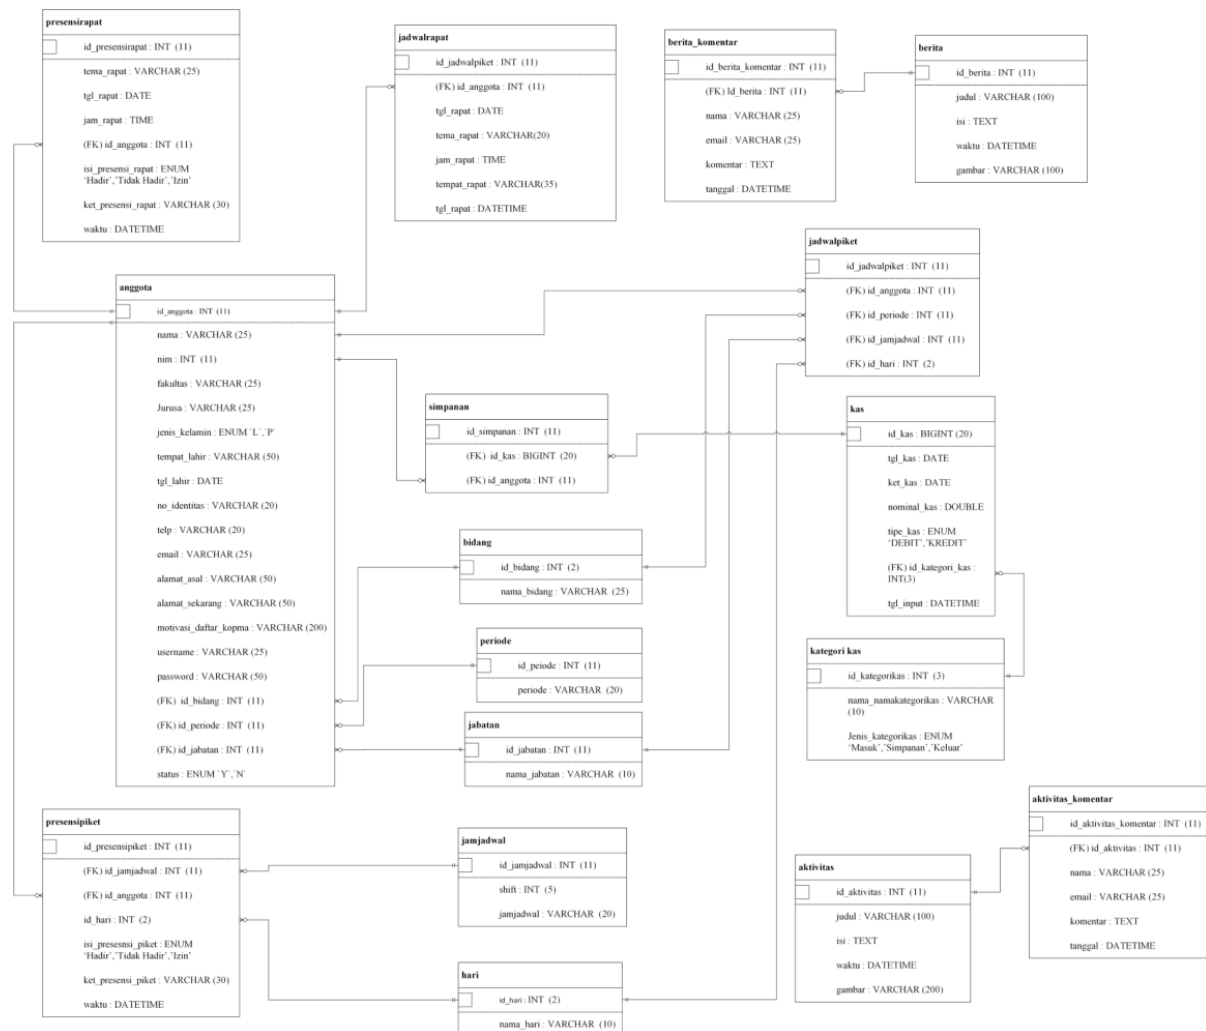 presensirapat
id_presensirapat : INT (11)
tema_rapat : VARCHAR (25)
tgl_rapat : DATE
jam_rapat : TIME
(FK) id_anggota : INT (11)
isi_presensi_rapat : ENUM
‘Hadir’,’Tidak Hadir’,’Izin’
ket_presensi_rapat : VARCHAR (30)
waktu : DATETIME
jadwalrapat
id_jadwalpiket : INT (11)
(FK) id_anggota : INT (11)
tgl_rapat : DATE
tema_rapat : VARCHAR(20)
jam_rapat : TIME
tempat_rapat : VARCHAR(35)
tgl_rapat : DATETIME
berita_komentar
id_berita_komentar : INT (11)
(FK) Id_berita : INT (11)
nama : VARCHAR (25)
email : VARCHAR (25)
komentar : TEXT
tanggal : DATETIME
berita
id_berita : INT (11)
judul : VARCHAR (100)
isi : TEXT
waktu : DATETIME
gambar : VARCHAR (100)
jadwalpiket
id_jadwalpiket : INT (11)
(FK) id_anggota : INT (11)
(FK) id_periode : INT (11)
(FK) id_jamjadwal : INT (11)
(FK) id_hari : INT (2)
anggota
id_anggota : INT (11)
nama : VARCHAR (25)
nim : INT (11)
fakultas : VARCHAR (25)
Jurusa : VARCHAR (25)
jenis_kelamin : ENUM `L`,`P`
tempat_lahir : VARCHAR (50)
tgl_lahir : DATE
no_identitas : VARCHAR (20)
telp : VARCHAR (20)
email : VARCHAR (25)
alamat_asal : VARCHAR (50)
alamat_sekarang : VARCHAR (50)
motivasi_daftar_kopma : VARCHAR (200)
username : VARCHAR (25)
password : VARCHAR (50)
(FK) id_bidang : INT (11)
(FK) id_periode : INT (11)
(FK) id_jabatan : INT (11)
status : ENUM `Y`,`N`
simpanan
id_simpanan : INT (11)
(FK) id_kas : BIGINT (20)
(FK) id_anggota : INT (11)
kas
id_kas : BIGINT (20)
tgl_kas : DATE
ket_kas : DATE
nominal_kas : DOUBLE
tipe_kas : ENUM
‘DEBIT’,’KREDIT’
(FK) id_kategori_kas :
INT(3)
tgl_input : DATETIME
bidang
id_bidang : INT (2)
nama_bidang : VARCHAR (25)
periode
id_peiode : INT (11)
periode : VARCHAR (20)
kategori kas
id_kategorikas : INT (3)
nama_namakategorikas : VARCHAR
(10)
Jenis_kategorikas : ENUM
‘Masuk’,’Simpanan’,’Keluar’
jabatan
id_jabatan : INT (11)
nama_jabatan : VARCHAR (10)
presensipiket
id_presensipiket : INT (11)
(FK) id_jamjadwal : INT (11)
(FK) id_anggota : INT (11)
id_hari : INT (2)
isi_presesnsi_piket : ENUM
‘Hadir’,’Tidak Hadir’,’Izin’
ket_presensi_piket : VARCHAR (30)
waktu : DATETIME
jamjadwal
id_jamjadwal : INT (11)
shift : INT (5)
jamjadwal : VARCHAR (20)
hari
id_hari : INT (2)
nama_hari : VARCHAR (10)
aktivitas
id_aktivitas : INT (11)
judul : VARCHAR (100)
isi : TEXT
waktu : DATETIME
gambar : VARCHAR (200)
aktivitas_komentar
id_aktivitas_komentar : INT (11)
(FK) id_aktivitas : INT (11)
nama : VARCHAR (25)
email : VARCHAR (25)
komentar : TEXT
tanggal : DATETIME